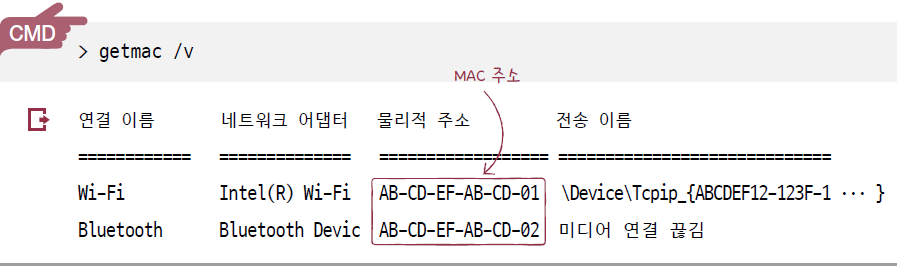 CMD
> getmac /v
MAC 주소
연결 이름 네트워크 어댑터 물리적 주소 전송 이름
============ ============== ================== =============================
Wi-Fi Intel(R) Wi-Fi AB-CD-EF-AB-CD-01 \Device\Tcpip_{ABCDEF12-123F-1 ··· }
Bluetooth Bluetooth Devic AB-CD-EF-AB-CD-02 미디어 연결 끊김